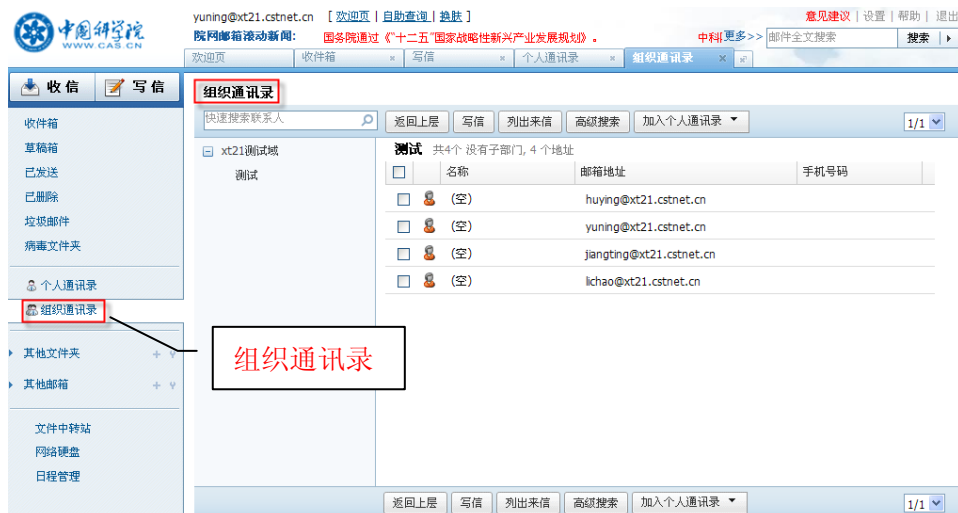 中国科学院
WWW.CAS.CN
yuning@xt21.cstnet.cn [ 欢迎页 | 自助查询 | 换肤 ]
意见建议 | 设置 | 帮助 | 退出
院网邮箱滚动新闻: 国务院通过《"十二五"国家战略性新兴产业发展规划》。 中科 更多>> 邮件全文搜索 搜索
欢迎页 收件箱 × 写信 × 个人通讯录 × 组织通讯录 ×
收信 写信
收件箱
草稿箱
已发送
已删除
垃圾邮件
病毒文件夹
个人通讯录
组织通讯录
其他文件夹
其他邮箱
文件中转站
网络硬盘
日程管理
组织通讯录
快速搜索联系人 返回上层 写信 列出来信 高级搜索 加入个人通讯录 1/1
xt21测试域
测试
测试 共4个 没有子部门, 4 个地址
名称 邮箱地址 手机号码
(空) huying@xt21.cstnet.cn
(空) yuning@xt21.cstnet.cn
(空) jiangting@xt21.cstnet.cn
(空) lichao@xt21.cstnet.cn
组织通讯录
返回上层 写信 列出来信 高级搜索 加入个人通讯录 1/1